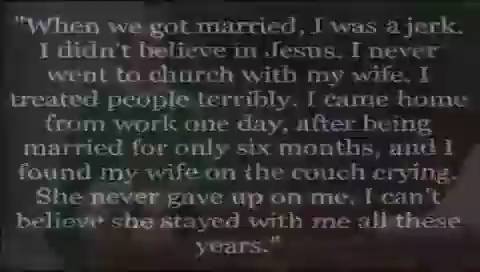 "When we got married, I was a jerk.
I didn't believe in Jesus. I never
went to church with my wife. I
treated people terribly. I came home
from work one day, after being
married for only six months, and I
found my wife on the couch crying.
She never gave up on me. I can't
believe she stayed with me all these
years."